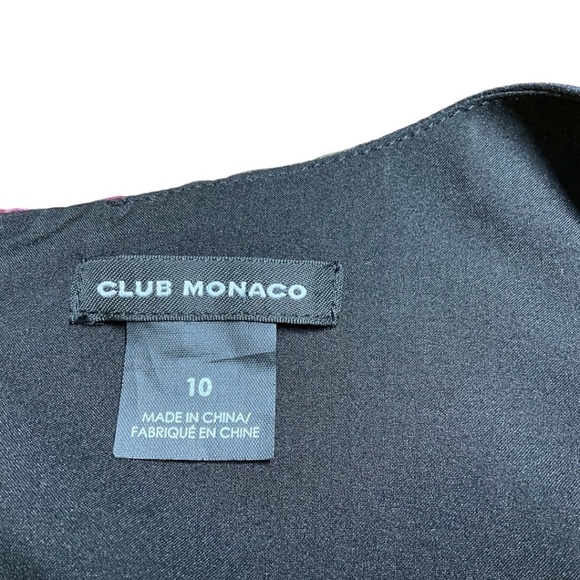 CLUB MONACO
10
MADE IN CHINA/
FABRIQUÉ EN CHINE